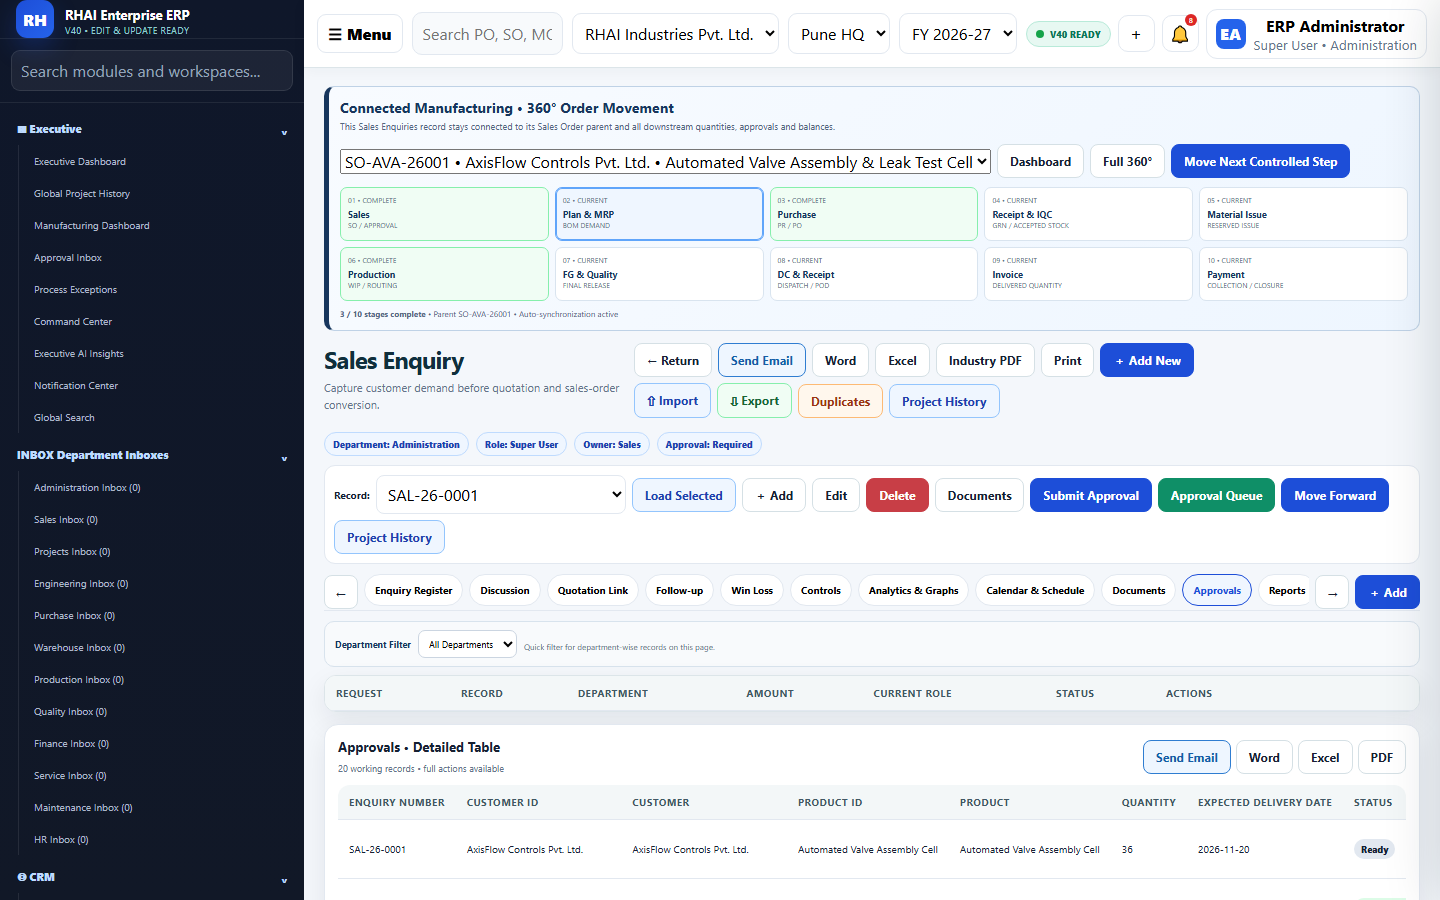 RH
RHAI Enterprise ERP
V40 • EDIT & UPDATE READY
Search modules and workspaces...
Executive
Executive Dashboard
Global Project History
Manufacturing Dashboard
Approval Inbox
Process Exceptions
Command Center
Executive AI Insights
Notification Center
Global Search
INBOX Department Inboxes
Administration Inbox (0)
Sales Inbox (0)
Projects Inbox (0)
Engineering Inbox (0)
Purchase Inbox (0)
Warehouse Inbox (0)
Production Inbox (0)
Quality Inbox (0)
Finance Inbox (0)
Service Inbox (0)
Maintenance Inbox (0)
HR Inbox (0)
CRM
☰ Menu
Search PO, SO, MO
RHAI Industries Pvt. Ltd.
Pune HQ
FY 2026-27
V40 READY
+
8
EA
ERP Administrator
Super User • Administration
Connected Manufacturing • 360° Order Movement
This Sales Enquiries record stays connected to its Sales Order parent and all downstream quantities, approvals and balances.
SO-AVA-26001 • AxisFlow Controls Pvt. Ltd. • Automated Valve Assembly & Leak Test Cell
Dashboard
Full 360°
Move Next Controlled Step
01 • COMPLETE
Sales
SO / APPROVAL
02 • CURRENT
Plan & MRP
BOM DEMAND
03 • COMPLETE
Purchase
PR / PO
04 • CURRENT
Receipt & IQC
GRN / ACCEPTED STOCK
05 • CURRENT
Material Issue
RESERVED ISSUE
06 • COMPLETE
Production
WIP / ROUTING
07 • CURRENT
FG & Quality
FINAL RELEASE
08 • CURRENT
DC & Receipt
DISPATCH / POD
09 • CURRENT
Invoice
DELIVERED QUANTITY
10 • CURRENT
Payment
COLLECTION / CLOSURE
3 / 10 stages complete • Parent SO-AVA-26001 • Auto-synchronization active
Sales Enquiry
Capture customer demand before quotation and sales-order
conversion.
← Return
Send Email
Word
Excel
Industry PDF
Print
+ Add New
⇧ Import
⇩ Export
Duplicates
Project History
Department: Administration
Role: Super User
Owner: Sales
Approval: Required
Record:
SAL-26-0001
Load Selected
+ Add
Edit
Delete
Documents
Submit Approval
Approval Queue
Move Forward
Project History
←
Enquiry Register
Discussion
Quotation Link
Follow-up
Win Loss
Controls
Analytics & Graphs
Calendar & Schedule
Documents
Approvals
Reports
→
+ Add
Department Filter
All Departments
Quick filter for department-wise records on this page.
REQUEST RECORD DEPARTMENT AMOUNT CURRENT ROLE STATUS ACTIONS
Approvals • Detailed Table
20 working records • full actions available
Send Email
Word
Excel
PDF
ENQUIRY NUMBER CUSTOMER ID CUSTOMER PRODUCT ID PRODUCT QUANTITY EXPECTED DELIVERY DATE STATUS
SAL-26-0001 AxisFlow Controls Pvt. Ltd. AxisFlow Controls Pvt. Ltd. Automated Valve Assembly Cell Automated Valve Assembly Cell 36 2026-11-20 Ready